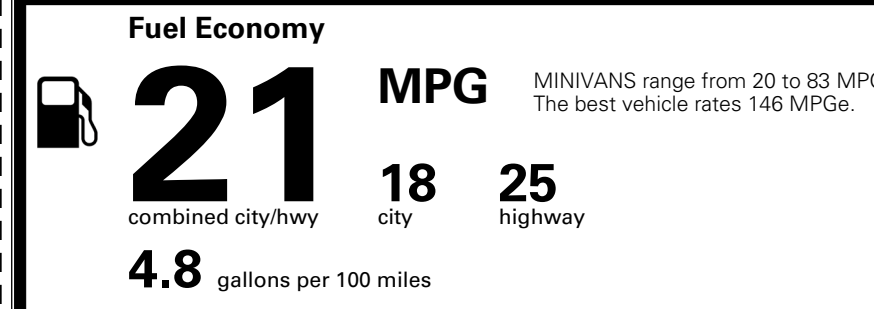 Fuel Economy
21
MPG
MINIVANS range from 20 to 83
The best vehicle rates 146 MPGe.
18
25
combined city/hwy
city
highway
4.8 gallons per 100 miles